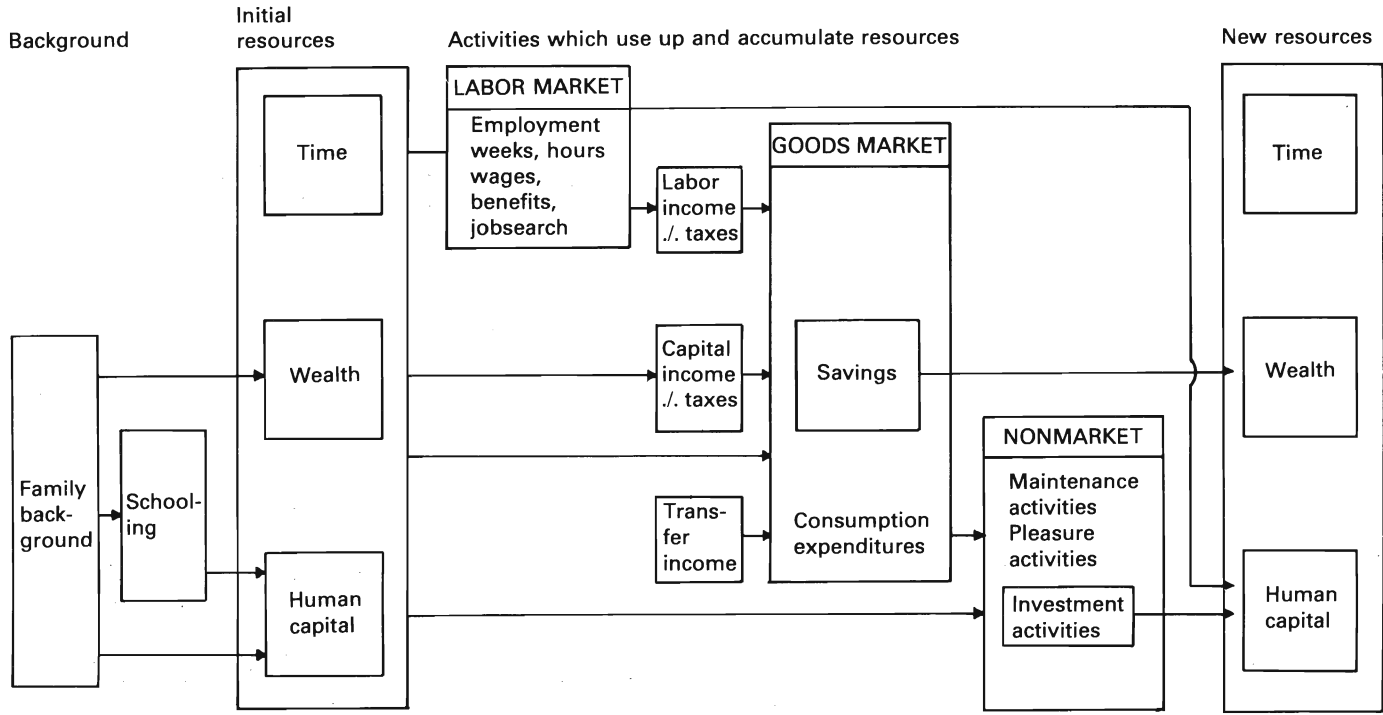 Background
Initial
resources
Activities which use up and accumulate resources
New resources
Family
back-
ground
School-
ing
Time
Wealth
Human
capital
LABOR MARKET
Employment
weeks, hours
wages,
benefits,
jobsearch
Labor
income
./. taxes
Capital
income
./. taxes
Trans-
fer
income
GOODS MARKET
Savings
Consumption
expenditures
NONMARKET
Maintenance
activities
Pleasure
activities
Investment
activities
Time
Wealth
Human
capital